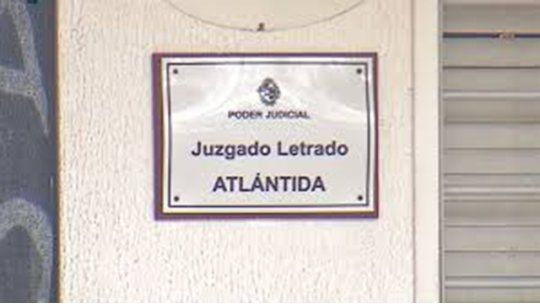 PODER JUDICIAL
Juzgado Letrado
ATLÁNTIDA